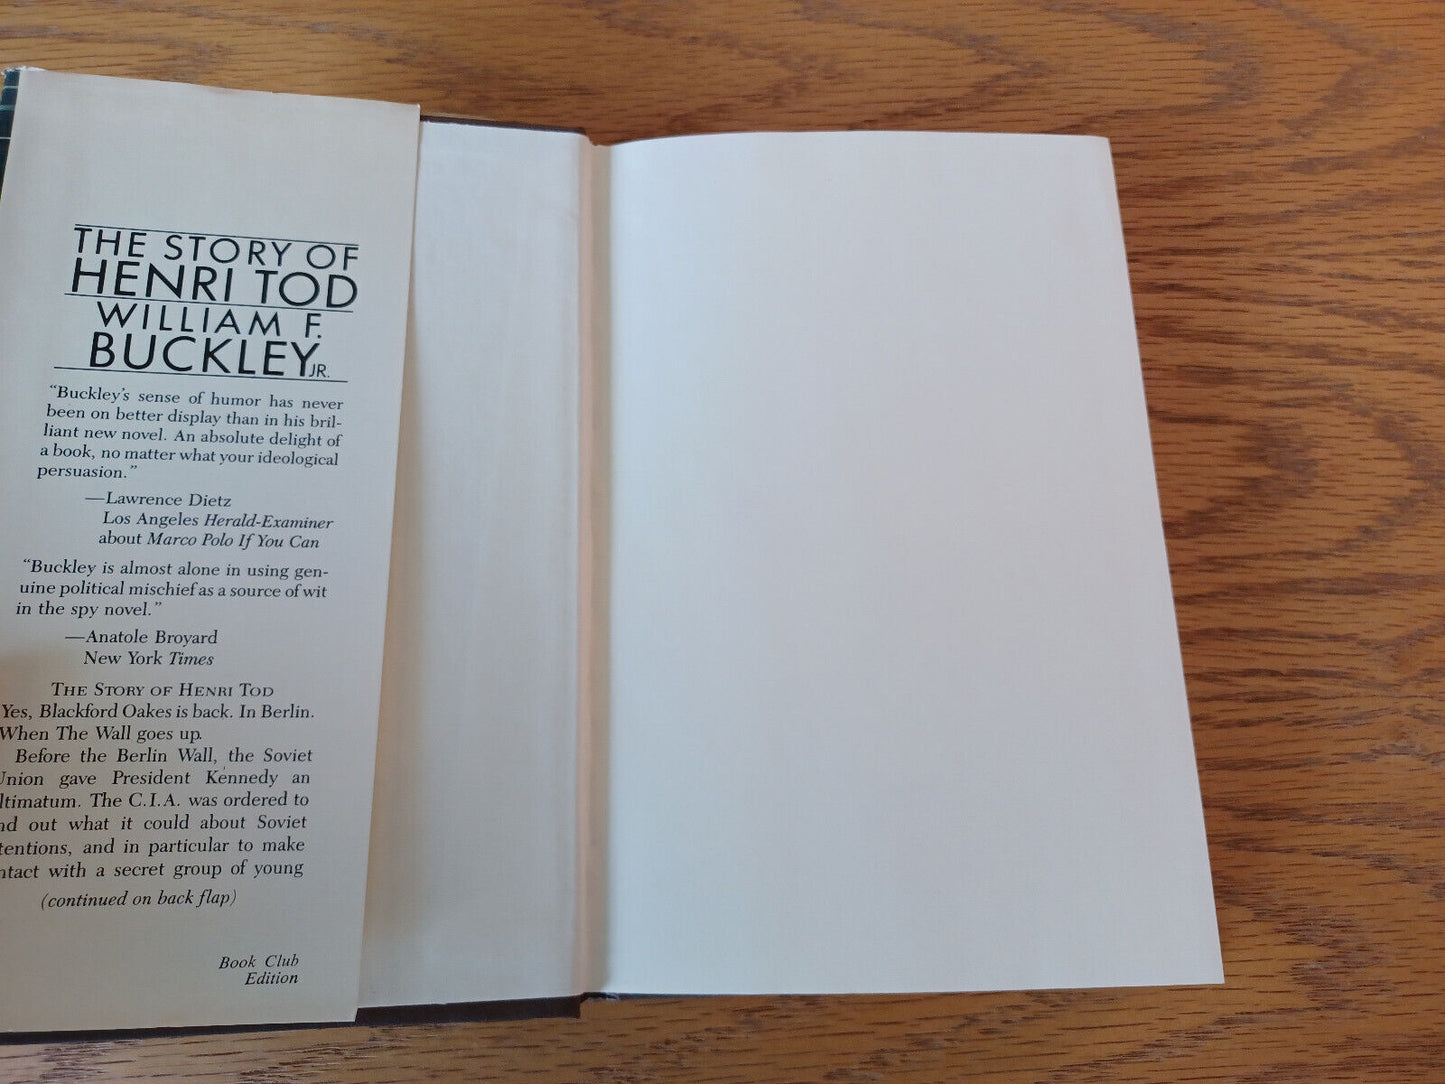 THE STORY OF
HENRI TOD
WILLIAM F.
BUCKLEY JR.
“Buckley's sense of humor has never
been on better display than in his bril-
liant new novel. An absolute delight of
a book, no matter what your ideological
persuasion.”
—Lawrence Dietz
Los Angeles Herald-Examiner
about Marco Polo If You Can
“Buckley is almost alone in using gen-
uine political mischief as a source of wit
in the spy novel.”
—Anatole Broyard
New York Times
THE STORY OF HENRI TOD
Yes, Blackford Oakes is back. In Berlin.
When The Wall goes up.
Before the Berlin Wall, the Soviet
Union gave President Kennedy an
ltimatum. The C.I.A. was ordered to
nd out what it could about Soviet
tentions, and in particular to make
ntact with a secret group of young
(continued on back flap)
Book Club
Edition